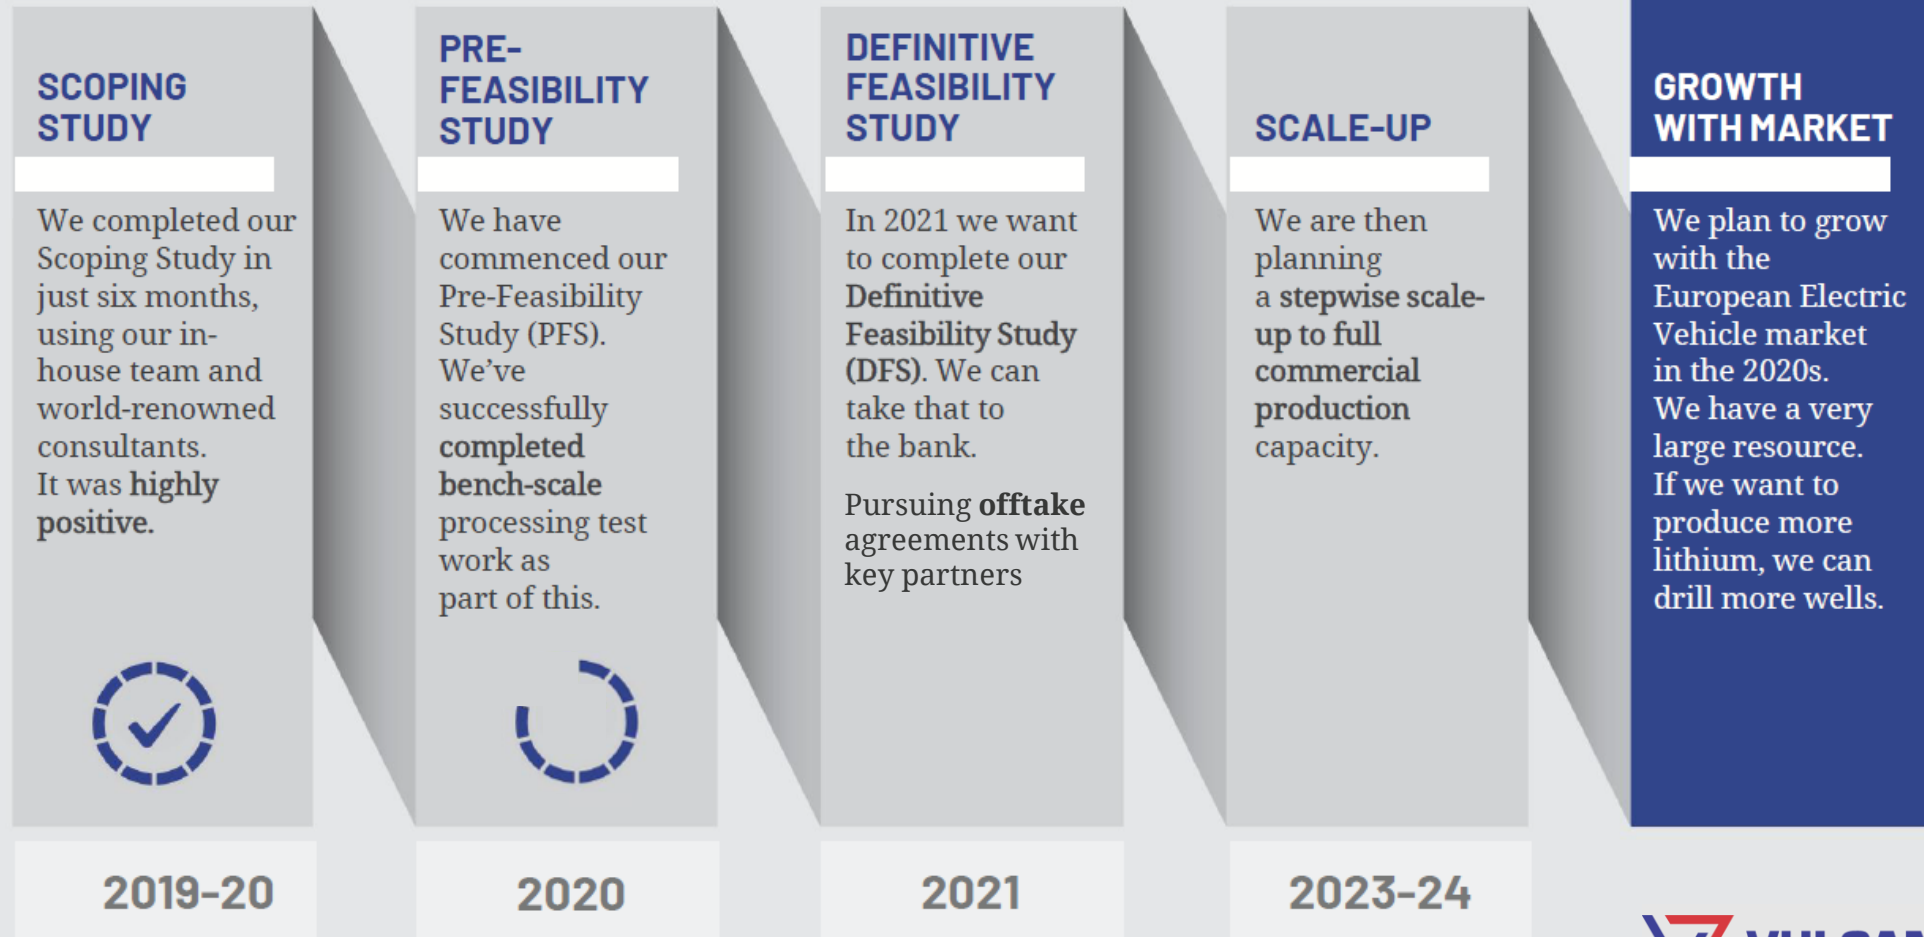 SCOPING
STUDY
We completed our
Scoping Study in
just six months,
using our in-
house team and
world-renowned
consultants.
It was highly
positive.
2019-20
PRE-
FEASIBILITY
STUDY
We have
commenced our
Pre-Feasibility
Study (PFS).
We’ve
successfully
completed
bench-scale
processing test
work as
part of this.
2020
DEFINITIVE
FEASIBILITY
STUDY
In 2021 we want
to complete our
Definitive
Feasibility Study
(DFS). We can
take that to
the bank.
Pursuing offtake
agreements with
key partners
2021
SCALE-UP
We are then
planning
a stepwise scale-
up to full
commercial
production
capacity.
2023-24
GROWTH
WITH MARKET
We plan to grow
with the
European Electric
Vehicle market
in the 2020s.
We have a very
large resource.
If we want to
produce more
lithium, we can
drill more wells.